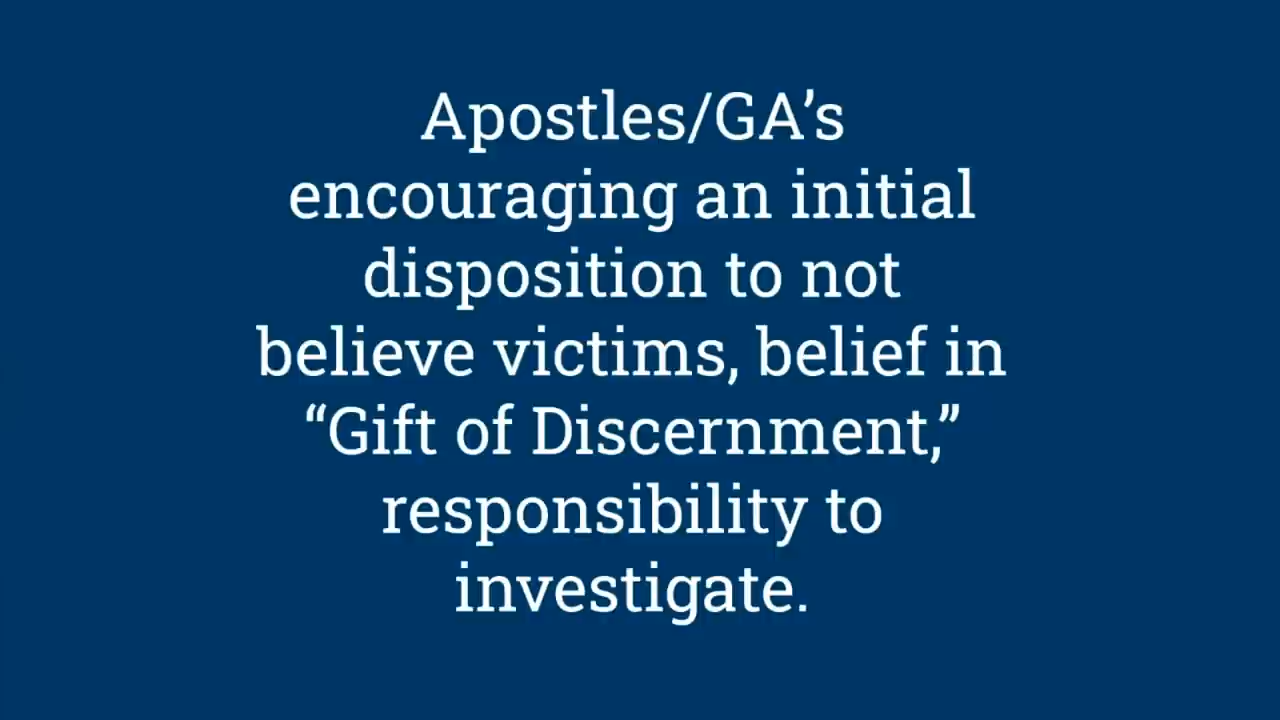 Apostles/GA’s
encouraging an initial
disposition to not
believe victims, belief in
“Gift of Discernment,”
responsibility to
investigate.